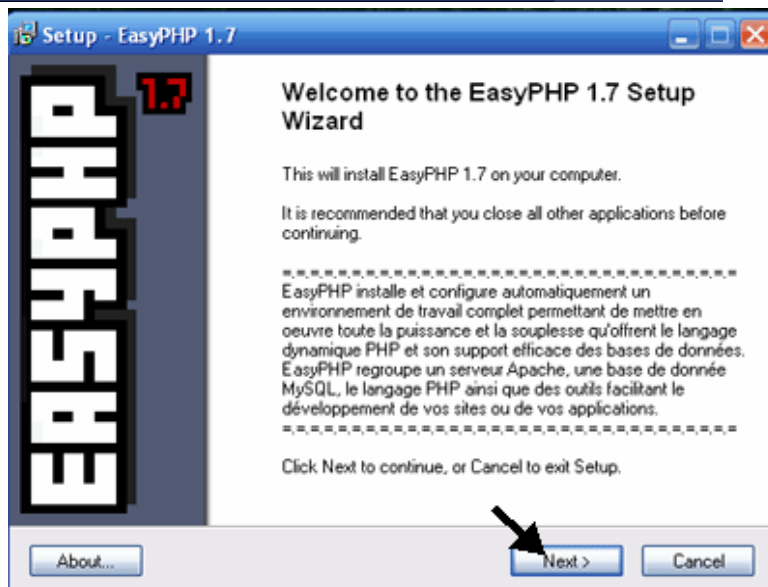 Setup - EasyPHP 1.7
EASYPHP
1.7
Welcome to the EasyPHP 1.7 Setup
Wizard
This will install EasyPHP 1.7 on your computer.
It is recommended that you close all other applications before
continuing.
=.=.=.=.=.=.=.=.=.=.=.=.=.=.=.=.=.=.=.=.=.=.=.=.=.=.=.=.=.=.=.=.=
EasyPHP installe et configure automatiquement un
environnement de travail complet permettant de mettre en
oeuvre toute la puissance et la souplesse qu'offrent le langage
dynamique PHP et son support efficace des bases de données.
EasyPHP regroupe un serveur Apache, une base de donnée
MySQL, le langage PHP ainsi que des outils facilitant le
développement de vos sites ou de vos applications.
=.=.=.=.=.=.=.=.=.=.=.=.=.=.=.=.=.=.=.=.=.=.=.=.=.=.=.=.=.=.=.=.=
Click Next to continue, or Cancel to exit Setup.
About...
Next >
Cancel